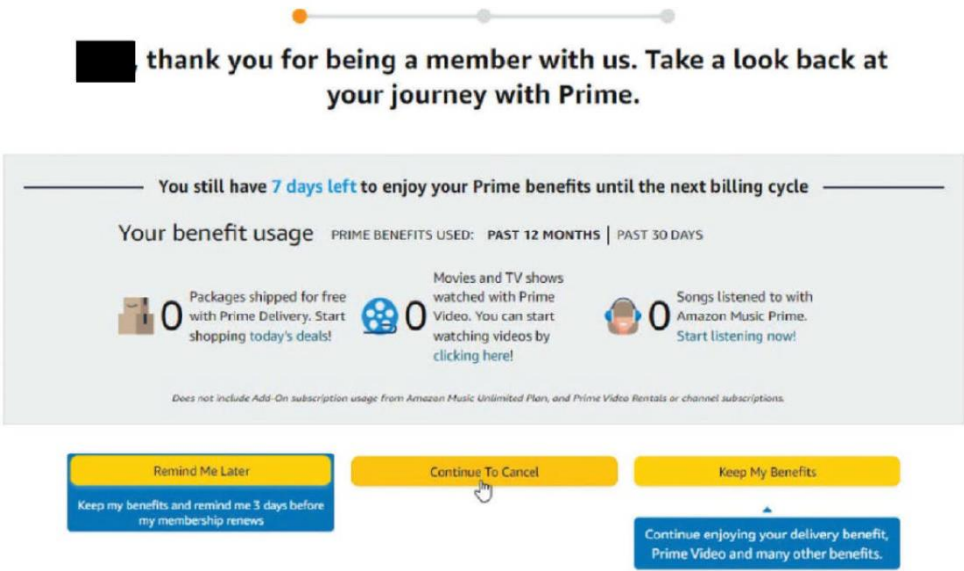 , thank you for being a member with us. Take a look back at
your journey with Prime.
You still have 7 days left to enjoy your Prime benefits until the next billing cycle
Your benefit usage PRIME BENEFITS USED: PAST 12 MONTHS | PAST 30 DAYS
0
Packages shipped for free
with Prime Delivery. Start
shopping today's deals!
0
Movies and TV shows
watched with Prime
Video. You can start
watching videos by
clicking here!
0
Songs listened to with
Amazon Music Prime.
Start listening now!
Does not include Add-On subscription usage from Amazon Music Unlimited Plan, and Prime Video Rentals or channel subscriptions.
Remind Me Later
Keep my benefits and remind me 3 days before
my membership renews
Continue To Cancel
Keep My Benefits
Continue enjoying your delivery benefit,
Prime Video and many other benefits.